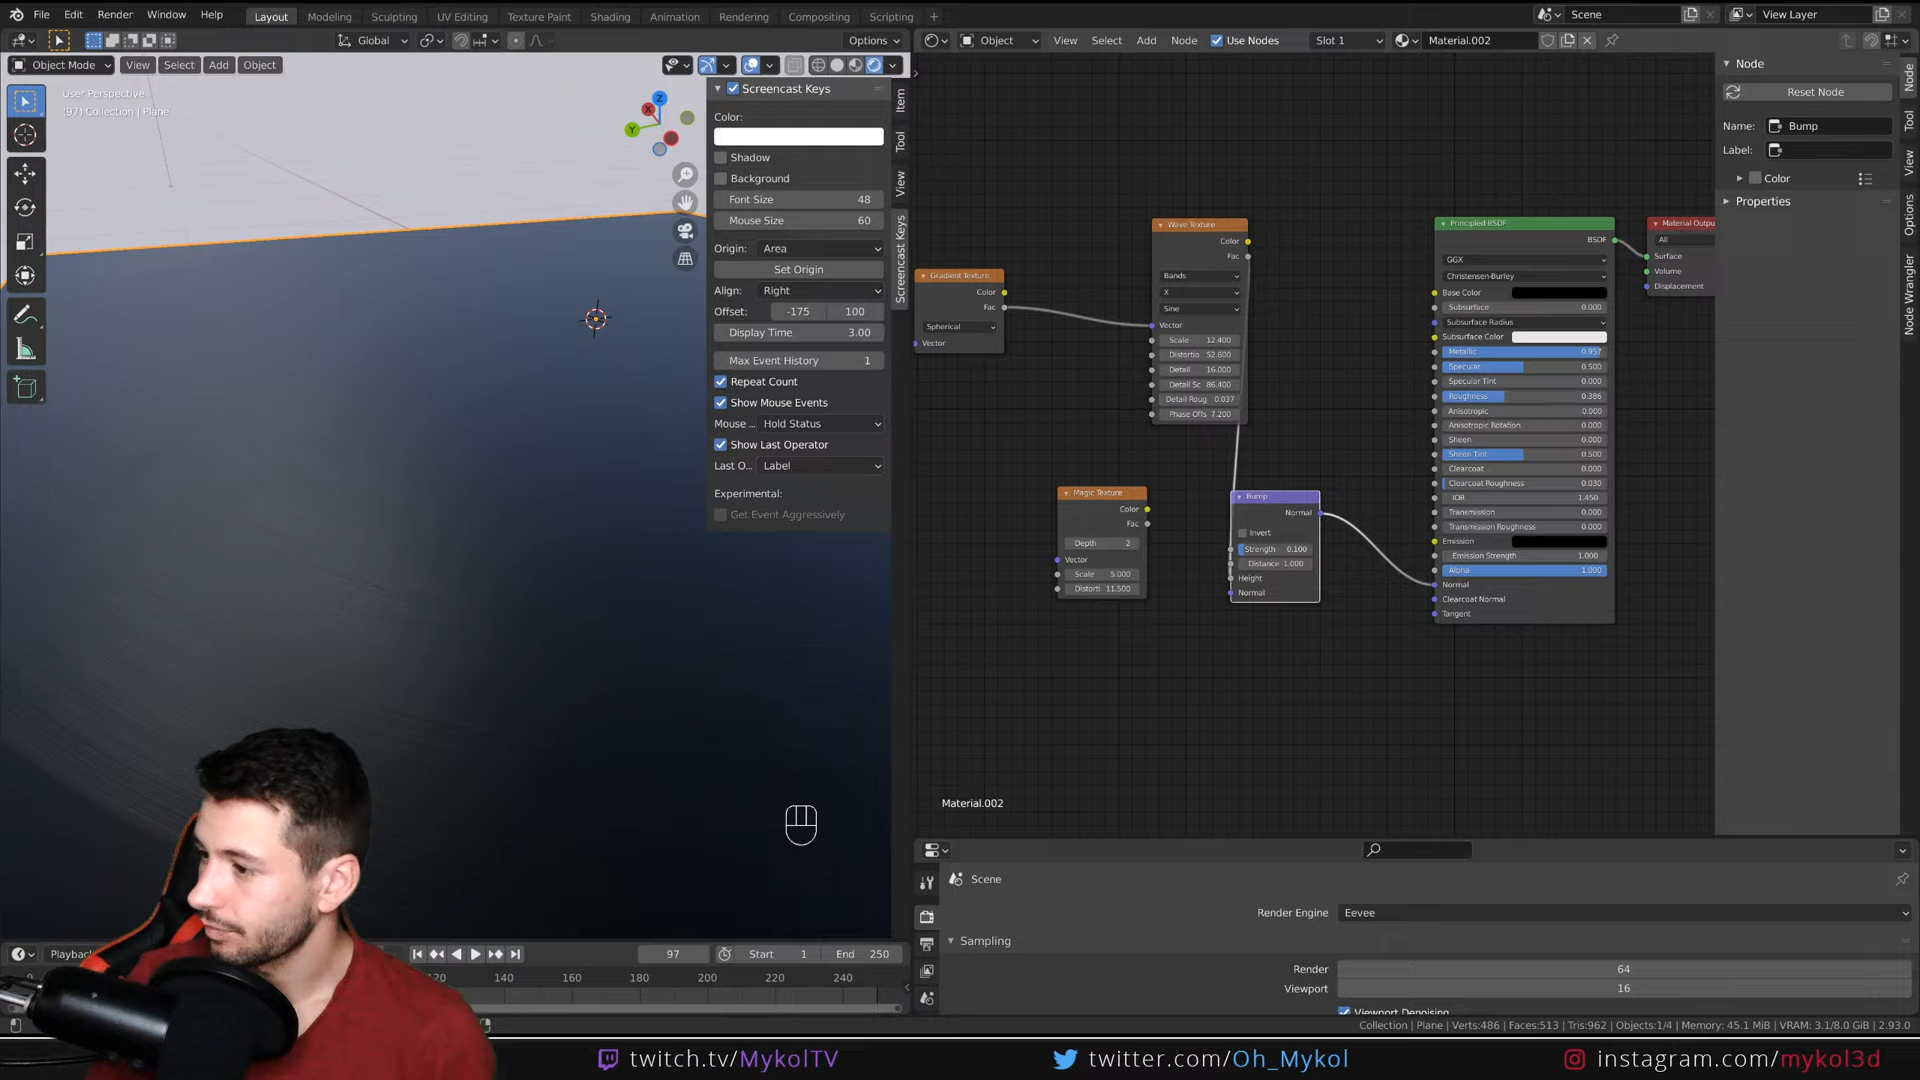 File Edit Render Window Help
Layout Modeling Sculpting UV Editing Texture Paint Shading Animation Rendering Compositing Scripting +
Scene View Layer
Global Options
Object View Select Add Node Use Nodes Slot 1 Material.002
Object Mode View Select Add Object
User Perspective
(97) Collection | Plane
Z
X
Y
Screencast Keys
Color:
Shadow
Background
Font Size 48
Mouse Size 60
Origin: Area
Set Origin
Align: Right
Offset: -175 100
Display Time 3.00
Max Event History 1
Repeat Count
Show Mouse Events
Mouse ... Hold Status
Show Last Operator
Last O... Label
Experimental:
Get Event Aggressively
Item
Tool
View
Screencast Keys
Gradient Texture
Color
Fac
Spherical
Vector
Wave Texture
Color
Fac
Bands
X
Sine
Vector
Scale 12.400
Distortio 52.600
Detail 16.000
Detail Sc 86.400
Detail Roug 0.037
Phase Offs 7.200
Magic Texture
Color
Fac
Depth 2
Vector
Scale 5.000
Distorti 11.500
Bump
Normal
Invert
Strength 0.100
Distance 1.000
Height
Normal
Principled BSDF
BSDF
GGX
Christensen-Burley
Base Color
Subsurface 0.000
Subsurface Radius
Subsurface Color
Metallic 0.957
Specular 0.500
Specular Tint 0.000
Roughness 0.386
Anisotropic 0.000
Anisotropic Rotation 0.000
Sheen 0.000
Sheen Tint 0.500
Clearcoat 0.000
Clearcoat Roughness 0.030
IOR 1.450
Transmission 0.000
Transmission Roughness 0.000
Emission
Emission Strength 1.000
Alpha 1.000
Normal
Clearcoat Normal
Tangent
Material Outpu
All
Surface
Volume
Displacement
Material.002
Node
Reset Node
Name: Bump
Label:
Color
Properties
Node
Tool
View
Options
Node Wrangler
Scene
Render Engine Eevee
Sampling
Render 64
Viewport 16
Viewport Denoising
Playback 97 Start 1 End 250
0 120 140 160 180 200 220 240
Collection | Plane | Verts:486 | Faces:513 | Tris:962 | Objects:1/4 | Memory: 45.1 MiB | VRAM: 3.1/8.0 GiB | 2.93.0
twitch.tv/MykolTV twitter.com/Oh_Mykol instagram.com/mykol3d